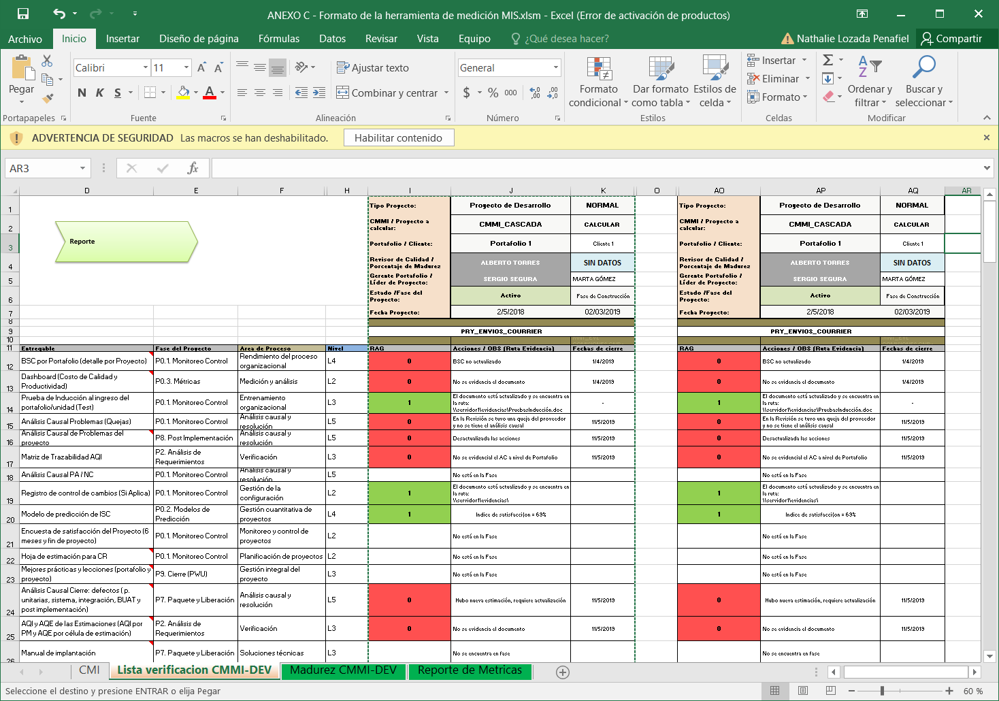 ANEXO C - Formato de la herramienta de medición MIS.xlsm - Excel (Error de activación de productos)
Archivo Inicio Insertar Diseño de página Fórmulas Datos Revisar Vista Equipo ¿Qué desea hacer? Nathalie Lozada Penafiel Compartir
Calibri 11 Ajustar texto General Insertar
Pegar N K S A Combinar y centrar $ % 000 Formato condicional Dar formato como tabla Estilos de celda Eliminar Formato Ordenar y filtrar Buscar y seleccionar
Portapapeles Fuente Alineación Número Estilos Celdas Modificar
ADVERTENCIA DE SEGURIDAD Las macros se han deshabilitado. Habilitar contenido
AR3 fx
D E F H I J K O AO AP AQ AR
1 Tipo Proyecto: Proyecto de Desarrollo NORMAL Tipo Proyecto: Proyecto de Desarrollo NORMAL
2 CMMI / Proyecto a calcular: CMMI_CASCADA CALCULAR CMMI / Proyecto a calcular: CMMI_CASCADA CALCULAR
Reporte
3 Portafolio / Cliente: Portafolio 1 Cliente 1 Portafolio / Cliente: Portafolio 1 Cliente 1
4 Revisor de Calidad / Porcentaje de Madurez ALBERTO TORRES SIN DATOS Revisor de Calidad / Porcentaje de Madurez ALBERTO TORRES SIN DATOS
5 Gerente Portafolio / Líder de Proyecto: SERGIO SEGURA MARTA GÓMEZ Gerente Portafolio / Líder de Proyecto: SERGIO SEGURA MARTA GÓMEZ
6 Estado /Fase del Proyecto: Activo Fase de Construcción Estado /Fase del Proyecto: Activo Fase de Construcción
7 Fecha Proyecto: 2/5/2018 02/03/2019 Fecha Proyecto: 2/5/2018 02/03/2019
8
9 PRY_ENVIOS_COURRIER PRY_ENVIOS_COURRIER
10
11 Entregable Fase del Proyecto Area de Proceso Nivel RAG Acciones / OBS (Ruta Evidencia) Fechas de cierre RAG Acciones / OBS (Ruta Evidencia) Fechas de cierre
12 BSC por Portafolio (detalle por Proyecto) P0.1. Monitoreo Control Rendimiento del proceso organizacional L4 0 BSC no actualizado 1/4/2019 0 BSC no actualizado 1/4/2019
13 Dashboard (Costo de Calidad y Productividad) P0.3. Métricas Medición y análisis L2 0 No se evidencia el documento 1/4/2019 0 No se evidencia el documento 1/4/2019
14 Prueba de Inducción al ingreso del portafolio/unidad (Test) P0.1. Monitoreo Control Entrenamiento organizacional L3 1 El documento está actualizado y se encuentra en la ruta: \\servidor1\evidencias\PruebasInducción.doc - 1 El documento está actualizado y se encuentra en la ruta: \\servidor1\evidencias\PruebasInducción.doc -
15 Análisis Causal Problemas (Quejas) P0.1. Monitoreo Control Análisis causal y resolución L5 0 En la Revisión se tuvo una queja del proveedor y no se tiene el análisis causal 11/5/2019 0 En la Revisión se tuvo una queja del proveedor y no se tiene el análisis causal 11/5/2019
16 Análisis Causal de Problemas del proyecto P8. Post Implementación Análisis causal y resolución L5 0 Desactualizada las acciones 11/5/2019 0 Desactualizada las acciones 11/5/2019
17 Matriz de Trazabilidad AQI P2. Análisis de Requerimientos Verificación L3 0 No se evidencial el AC a nivel de Portafolio 11/5/2019 0 No se evidencial el AC a nivel de Portafolio 11/5/2019
18 Análisis Causal PA / NC P0.1. Monitoreo Control Análisis causal y resolución L5 No está en la Fase No está en la Fase
19 Registro de control de cambios (Si Aplica) P0.1. Monitoreo Control Gestión de la configuración L2 1 El documento está actualizado y se encuentra en la ruta: \\servidor1\evidencias\ 1 El documento está actualizado y se encuentra en la ruta: \\servidor1\evidencias\
20 Modelo de predicción de ISC P0.2. Modelos de Predicción Gestión cuantitativa de proyectos L4 1 Indice de satisfacci{on = 69% 1 Indice de satisfacci{on = 69%
21 Encuesta de satisfacción del Proyecto (6 meses y fin de proyecto) P0.1. Monitoreo Control Monitoreo y control de proyectos L2 No está en la Fase No está en la Fase
22 Hoja de estimación para CR P0.1. Monitoreo Control Planificación de proyectos L2 No está en la Fase No está en la Fase
23 Mejores prácticas y lecciones (portafolio y proyecto) P9. Cierre (PWU) Gestión integral del proyecto L3 No está en la Fase No está en la Fase
24 Análisis Causal Cierre: defectos ( p. unitarias, sistema, integración, BUAT y post implementación) P7. Paquete y Liberación Análisis causal y resolución L5 0 Hubo nueva estimación, requiere actualización 11/5/2019 0 Hubo nueva estimación, requiere actualización 11/5/2019
25 AQI y AQE de las Estimaciones (AQI por PM y AQE por célula de estimación) P2. Análisis de Requerimientos Verificación L3 0 No se evidencia el documento 11/5/2019 0 No se evidencia el documento 11/5/2019
26 Manual de implantación P7. Paquete y Liberación Soluciones técnicas L3 No se encuentra en fase No se encuentra en fase
CMI Lista verificacion CMMI-DEV Madurez CMMI-DEV Reporte de Metricas
Seleccione el destino y presione ENTRAR o elija Pegar 60 %